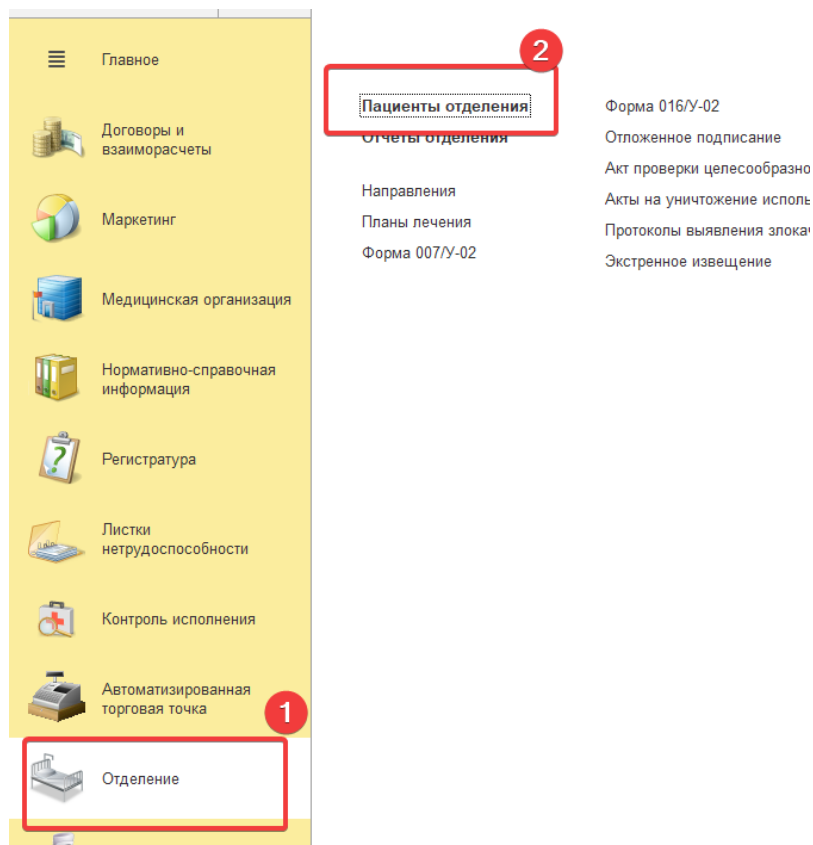 Главное
Договоры и
взаиморасчеты
Маркетинг
Медицинская организация
Нормативно-справочная
информация
Регистратура
Листки
нетрудоспособности
Контроль исполнения
Автоматизированная
торговая точка
1
Отделение
2
Пациенты отделения
Отчеты отделения
Направления
Планы лечения
Форма 007/У-02
Форма 016/У-02
Отложенное подписание
Акт проверки целесообразно
Акты на уничтожение исполь
Протоколы выявления злока
Экстренное извещение